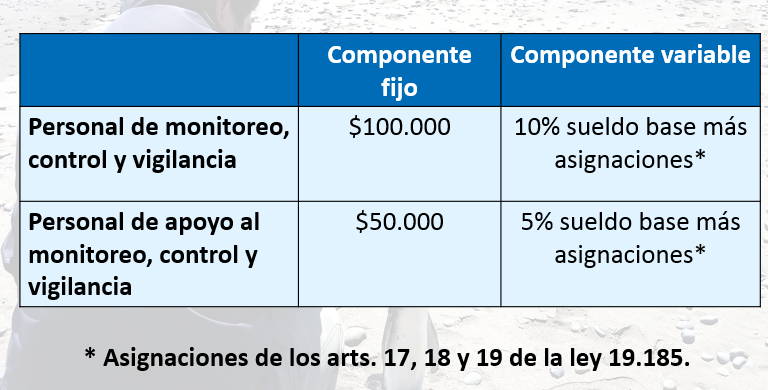 Componente
fijo
Componente variable
Personal de monitoreo,
control y vigilancia
$100.000
10% sueldo base más
asignaciones*
Personal de apoyo al
monitoreo, control y
vigilancia
$50.000
5% sueldo base más
asignaciones*
* Asignaciones de los arts. 17, 18 y 19 de la ley 19.185.